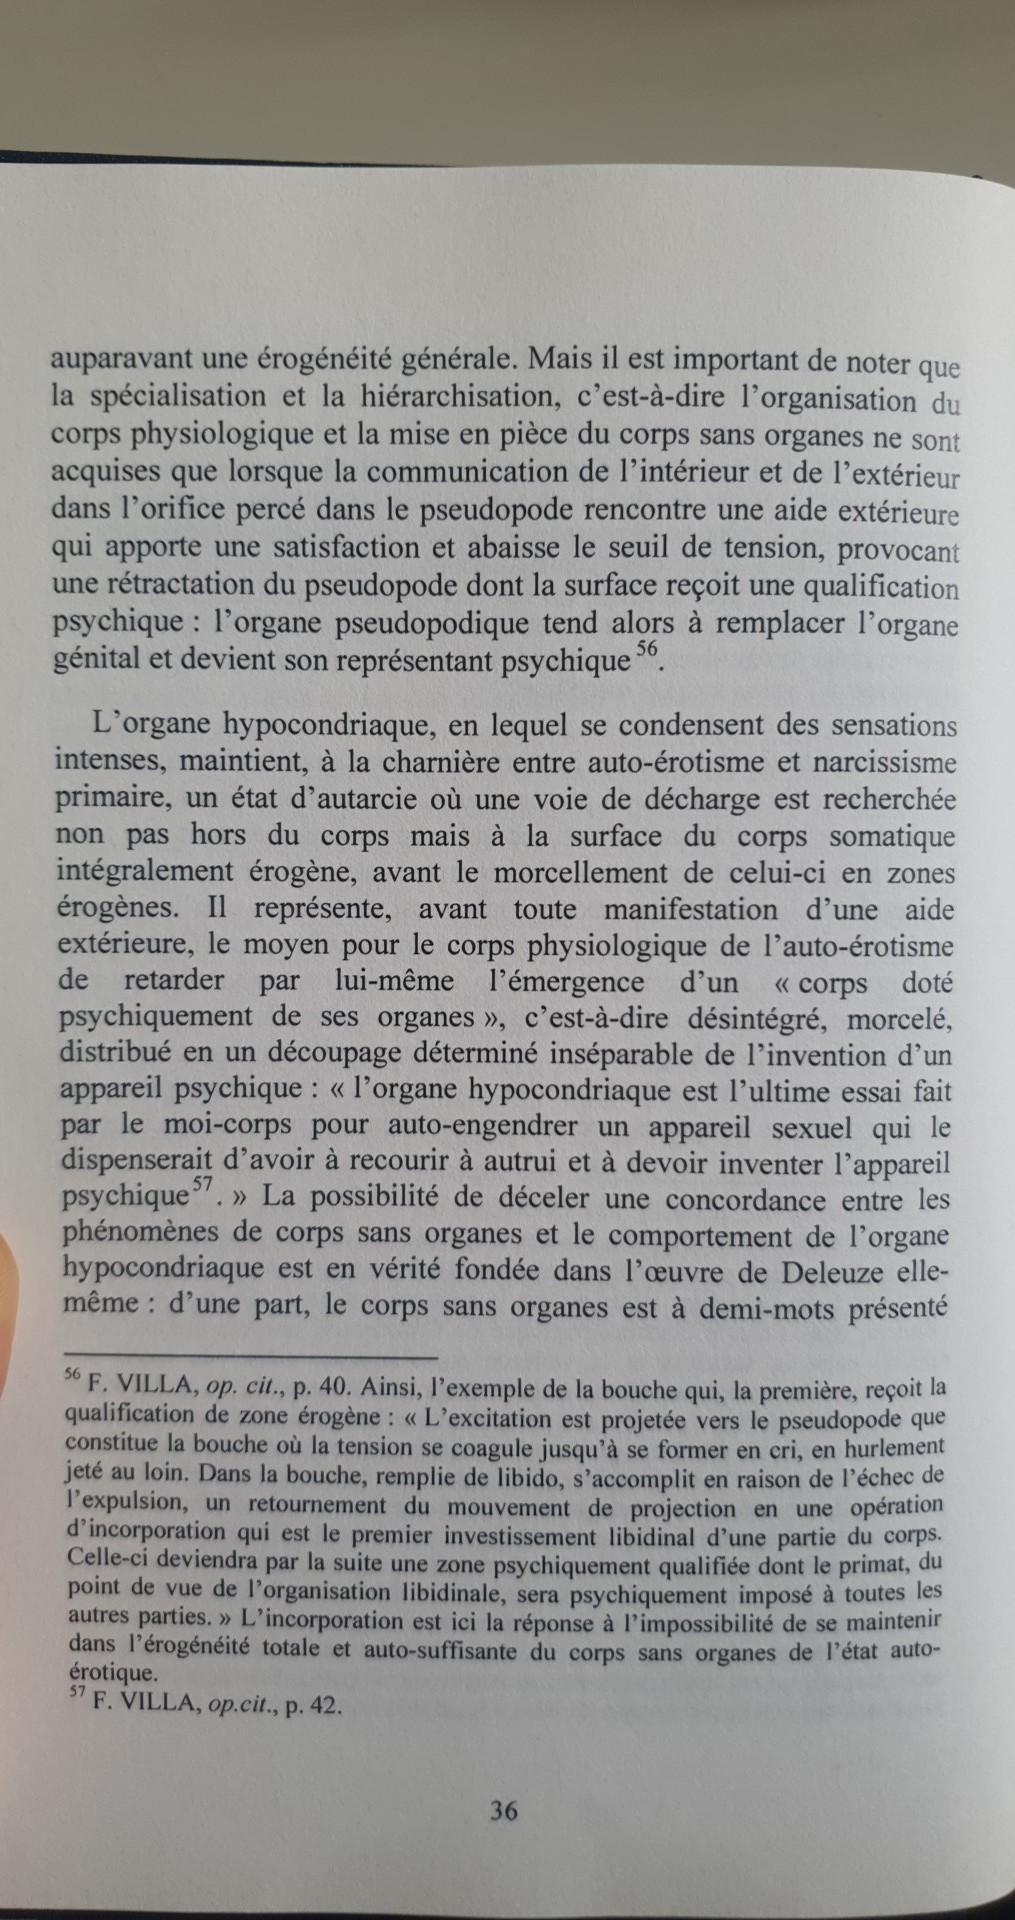 auparavant une érogénéité générale. Mais il est important de noter que
la spécialisation et la hiérarchisation, c'est-à-dire l'organisation du
corps physiologique et la mise en pièce du corps sans organes ne sont
acquises que lorsque la communication de l'intérieur et de l'extérieur
dans l'orifice percé dans le pseudopode rencontre une aide extérieure
qui apporte une satisfaction et abaisse le seuil de tension, provocant
une rétractation du pseudopode dont la surface reçoit une qualification
psychique : l'organe pseudopodique tend alors à remplacer l'organe
génital et devient son représentant psychique 56.
L'organe hypocondriaque, en lequel se condensent des sensations
intenses, maintient, à la charnière entre auto-érotisme et narcissisme
primaire, un état d'autarcie où une voie de décharge est recherchée
non pas hors du corps mais à la surface du corps somatique
intégralement érogène, avant le morcellement de celui-ci en zones
érogènes. Il représente, avant toute manifestation d'une aide
extérieure, le moyen pour le corps physiologique de l'auto-érotisme
de retarder par lui-même l'émergence d'un « corps doté
psychiquement de ses organes », c'est-à-dire désintégré, morcelé,
distribué en un découpage déterminé inséparable de l'invention d'un
appareil psychique : « l'organe hypocondriaque est l'ultime essai fait
par le moi-corps pour auto-engendrer un appareil sexuel qui le
dispenserait d'avoir à recourir à autrui et à devoir inventer l'appareil
psychique 57. » La possibilité de déceler une concordance entre les
phénomènes de corps sans organes et le comportement de l'organe
hypocondriaque est en vérité fondée dans l'œuvre de Deleuze elle-
même : d'une part, le corps sans organes est à demi-mots présenté
56 F. VILLA, op. cit., p. 40. Ainsi, l'exemple de la bouche qui, la première, reçoit la
qualification de zone érogène : « L'excitation est projetée vers le pseudopode que
constitue la bouche où la tension se coagule jusqu'à se former en cri, en hurlement
jeté au loin. Dans la bouche, remplie de libido, s'accomplit en raison de l'échec de
l'expulsion, un retournement du mouvement de projection en une opération
d'incorporation qui est le premier investissement libidinal d'une partie du corps.
Celle-ci deviendra par la suite une zone psychiquement qualifiée dont le primat, du
point de vue de l'organisation libidinale, sera psychiquement imposé à toutes les
autres parties. » L'incorporation est ici la réponse à l'impossibilité de se maintenir
dans l'érogénéité totale et auto-suffisante du corps sans organes de l'état auto-
érotique.
57 F. VILLA, op.cit., p. 42.
36